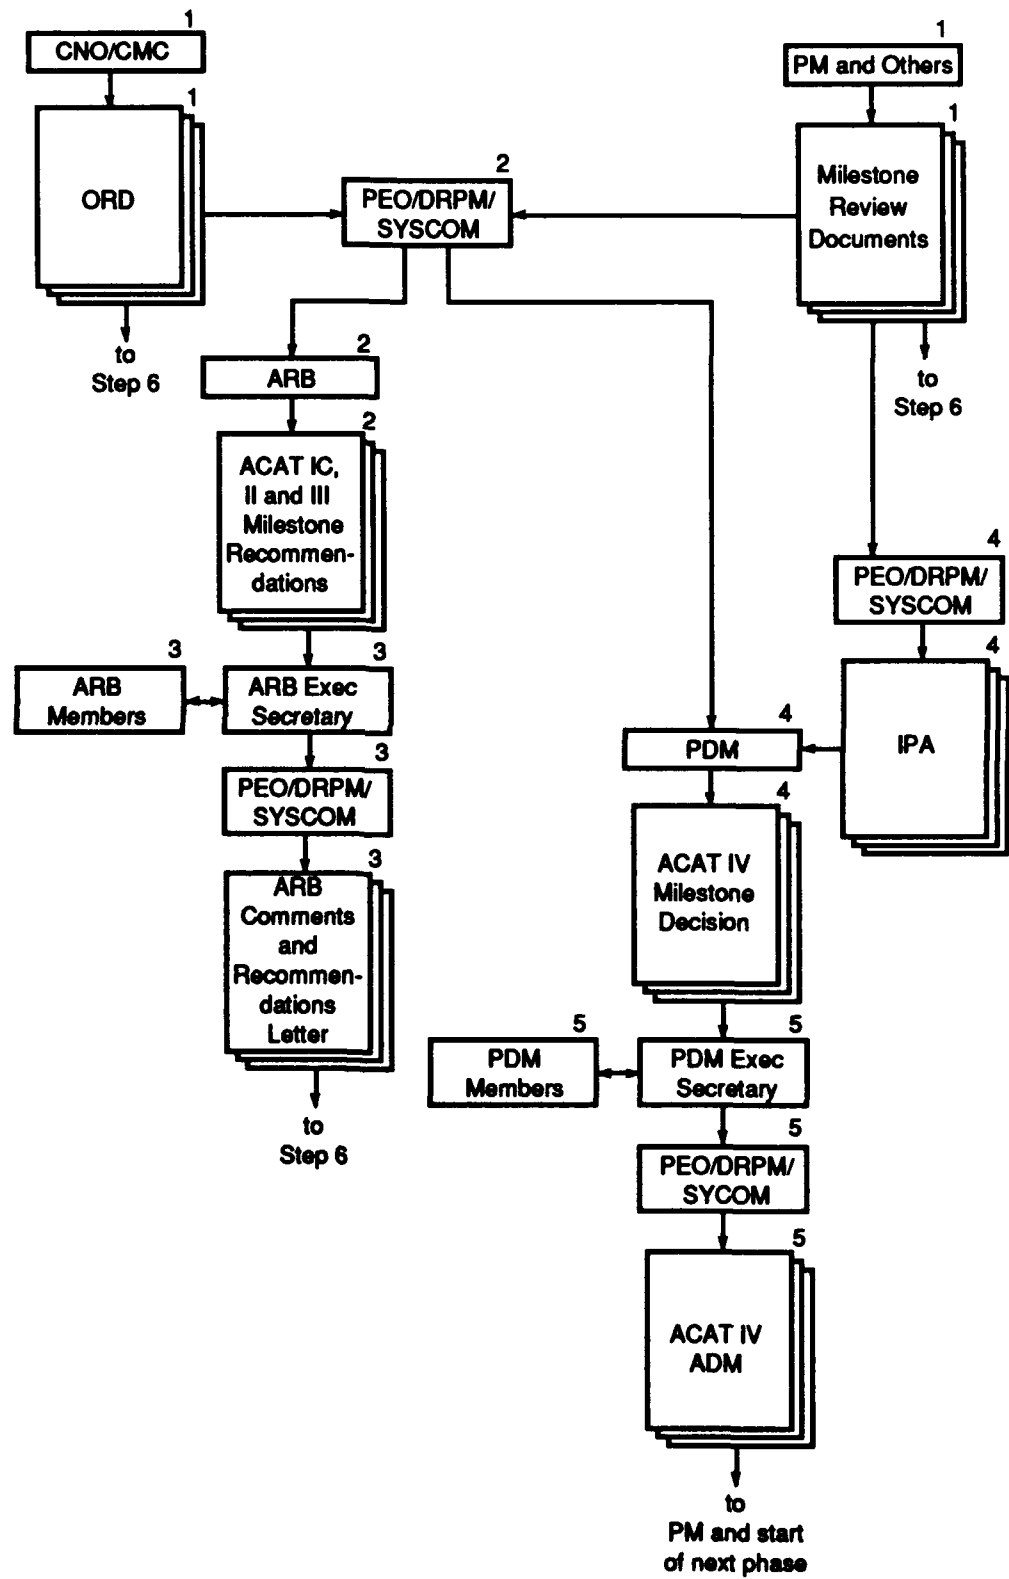 1
CNO/CMC
1
ORD
to
Step 6
1
PM and Others
1
Milestone
Review
Documents
to
Step 6
2
PEO/DRPM/
SYSCOM
2
ARB
2
ACAT IC,
II and III
Milestone
Recommen-
dations
3
ARB
Members
3
ARB Exec
Secretary
3
PEO/DRPM/
SYSCOM
3
ARB
Comments
and
Recommen-
dations
Letter
to
Step 6
4
PEO/DRPM/
SYSCOM
4
IPA
4
PDM
4
ACAT IV
Milestone
Decision
5
PDM
Members
5
PDM Exec
Secretary
5
PEO/DRPM/
SYCOM
5
ACAT IV
ADM
to
PM and start
of next phase